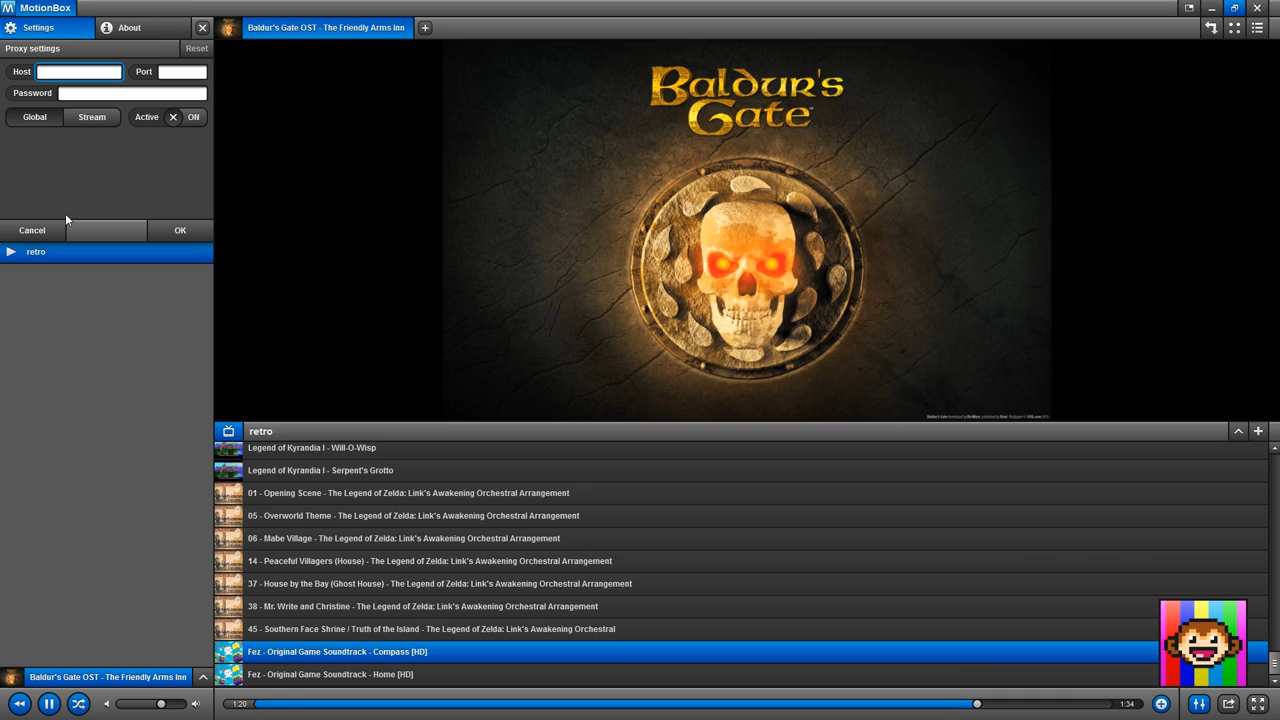 MotionBox
Settings
About
Baldur's Gate OST - The Friendly Arms Inn
Proxy settings
Reset
Host
Port
Password
Global
Stream
Active
ON
Cancel
OK
retro
Baldur's
Gate
retro
Legend of Kyrandia I - Will-O-Wisp
Legend of Kyrandia I - Serpent's Grotto
01 - Opening Scene - The Legend of Zelda: Link's Awakening Orchestral Arrangement
05 - Overworld Theme - The Legend of Zelda: Link's Awakening Orchestral Arrangement
06 - Mabe Village - The Legend of Zelda: Link's Awakening Orchestral Arrangement
14 - Peaceful Villagers (House) - The Legend of Zelda: Link's Awakening Orchestral Arrangement
37 - House by the Bay (Ghost House) - The Legend of Zelda: Link's Awakening Orchestral Arrangement
38 - Mr. Write and Christine - The Legend of Zelda: Link's Awakening Orchestral Arrangement
45 - Southern Face Shrine / Truth of the Island - The Legend of Zelda: Link's Awakening Orchestral
Fez - Original Game Soundtrack - Compass [HD]
Fez - Original Game Soundtrack - Home [HD]
Baldur's Gate OST - The Friendly Arms Inn
1:20
1:34